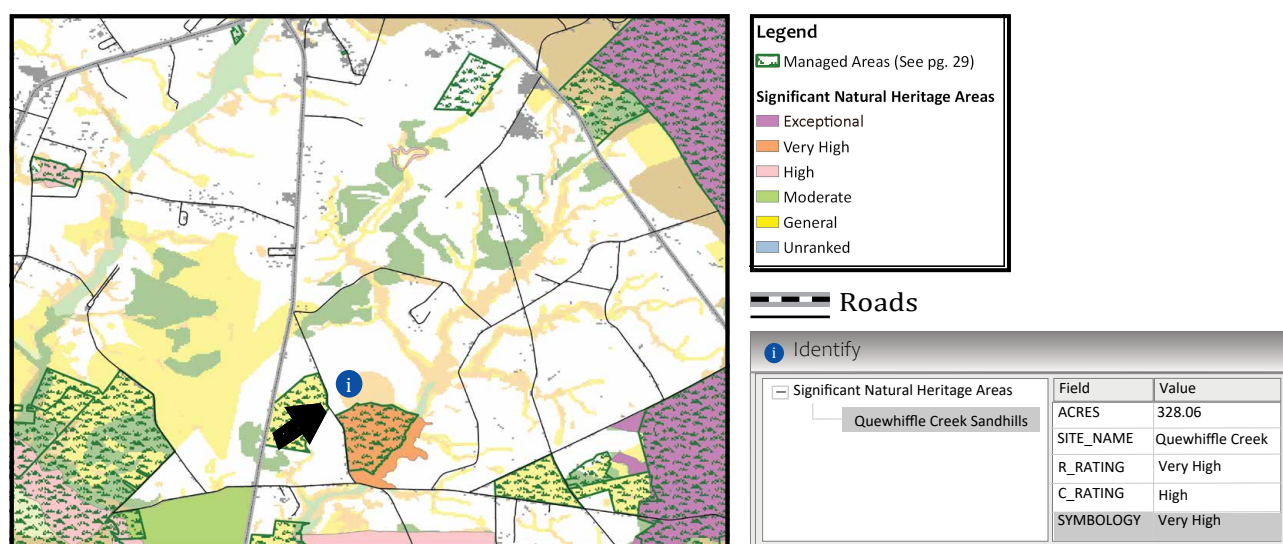 Legend
Managed Areas (See pg. 29)
Significant Natural Heritage Areas
Exceptional
Very High
High
Moderate
General
Unranked
Roads
i Identify
Significant Natural Heritage Areas
Quewhiffle Creek Sandhills
Field Value
ACRES 328.06
SITE_NAME Quewhiffle Creek
R_RATING Very High
C_RATING High
SYMBOLOGY Very High
i